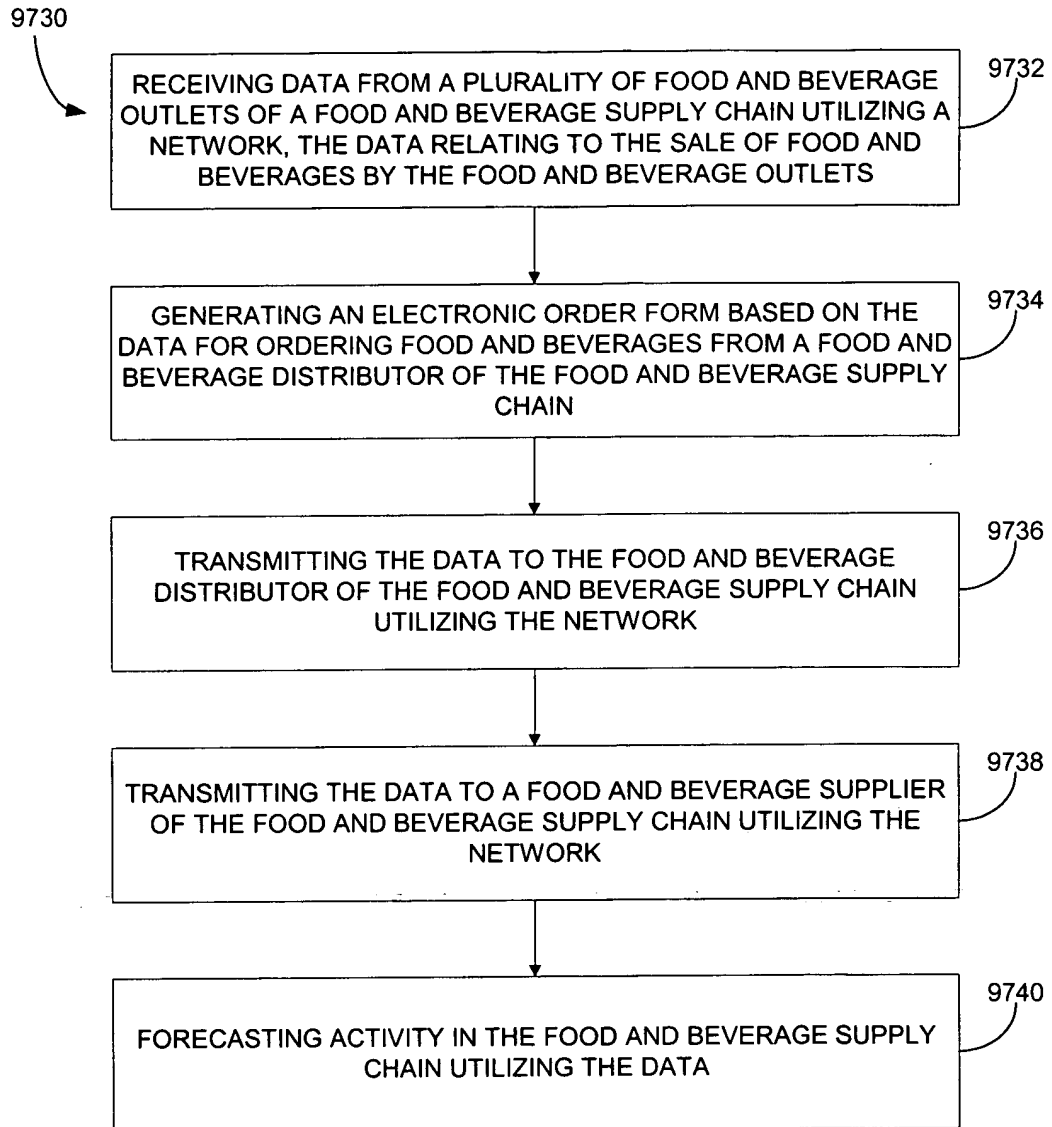 9730
9732
RECEIVING DATA FROM A PLURALITY OF FOOD AND BEVERAGE
OUTLETS OF A FOOD AND BEVERAGE SUPPLY CHAIN UTILIZING A
NETWORK, THE DATA RELATING TO THE SALE OF FOOD AND
BEVERAGES BY THE FOOD AND BEVERAGE OUTLETS
9734
GENERATING AN ELECTRONIC ORDER FORM BASED ON THE
DATA FOR ORDERING FOOD AND BEVERAGES FROM A FOOD AND
BEVERAGE DISTRIBUTOR OF THE FOOD AND BEVERAGE SUPPLY
CHAIN
9736
TRANSMITTING THE DATA TO THE FOOD AND BEVERAGE
DISTRIBUTOR OF THE FOOD AND BEVERAGE SUPPLY CHAIN
UTILIZING THE NETWORK
9738
TRANSMITTING THE DATA TO A FOOD AND BEVERAGE SUPPLIER
OF THE FOOD AND BEVERAGE SUPPLY CHAIN UTILIZING THE
NETWORK
9740
FORECASTING ACTIVITY IN THE FOOD AND BEVERAGE SUPPLY
CHAIN UTILIZING THE DATA